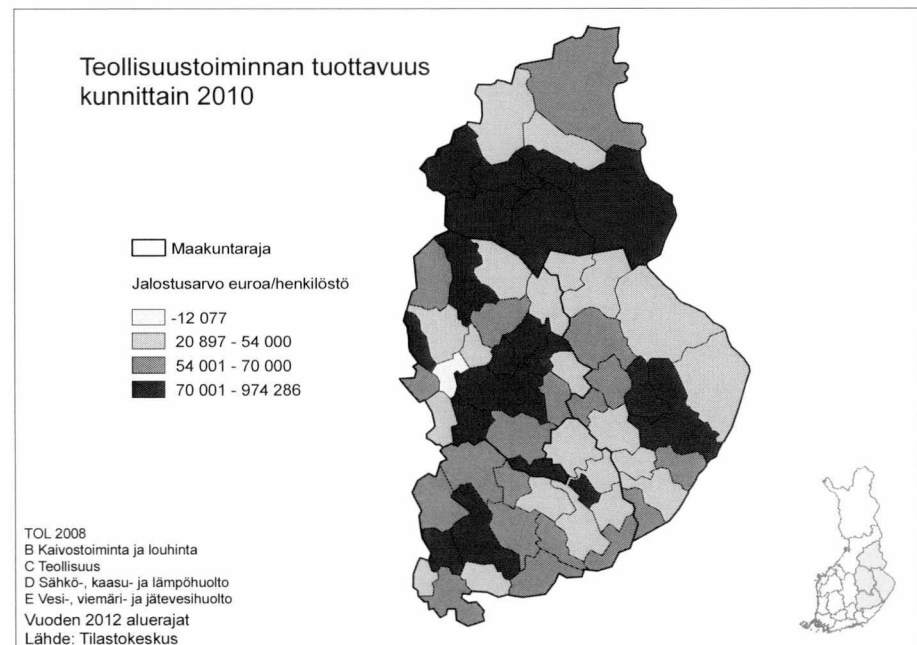 Teollisuustoiminnan tuottavuus
kunnittain 2010
Maakuntaraja
Jalostusarvo euroa/henkilöstö
-12 077
20 897 - 54 000
54 001 - 70 000
70 001 - 974 286
TOL 2008
B Kaivostoiminta ja louhinta
C Teollisuus
D Sähkö-, kaasu- ja lämpöhuolto
E Vesi-, viemäri- ja jätevesihuolto
Vuoden 2012 aluerajat
Lähde: Tilastokeskus